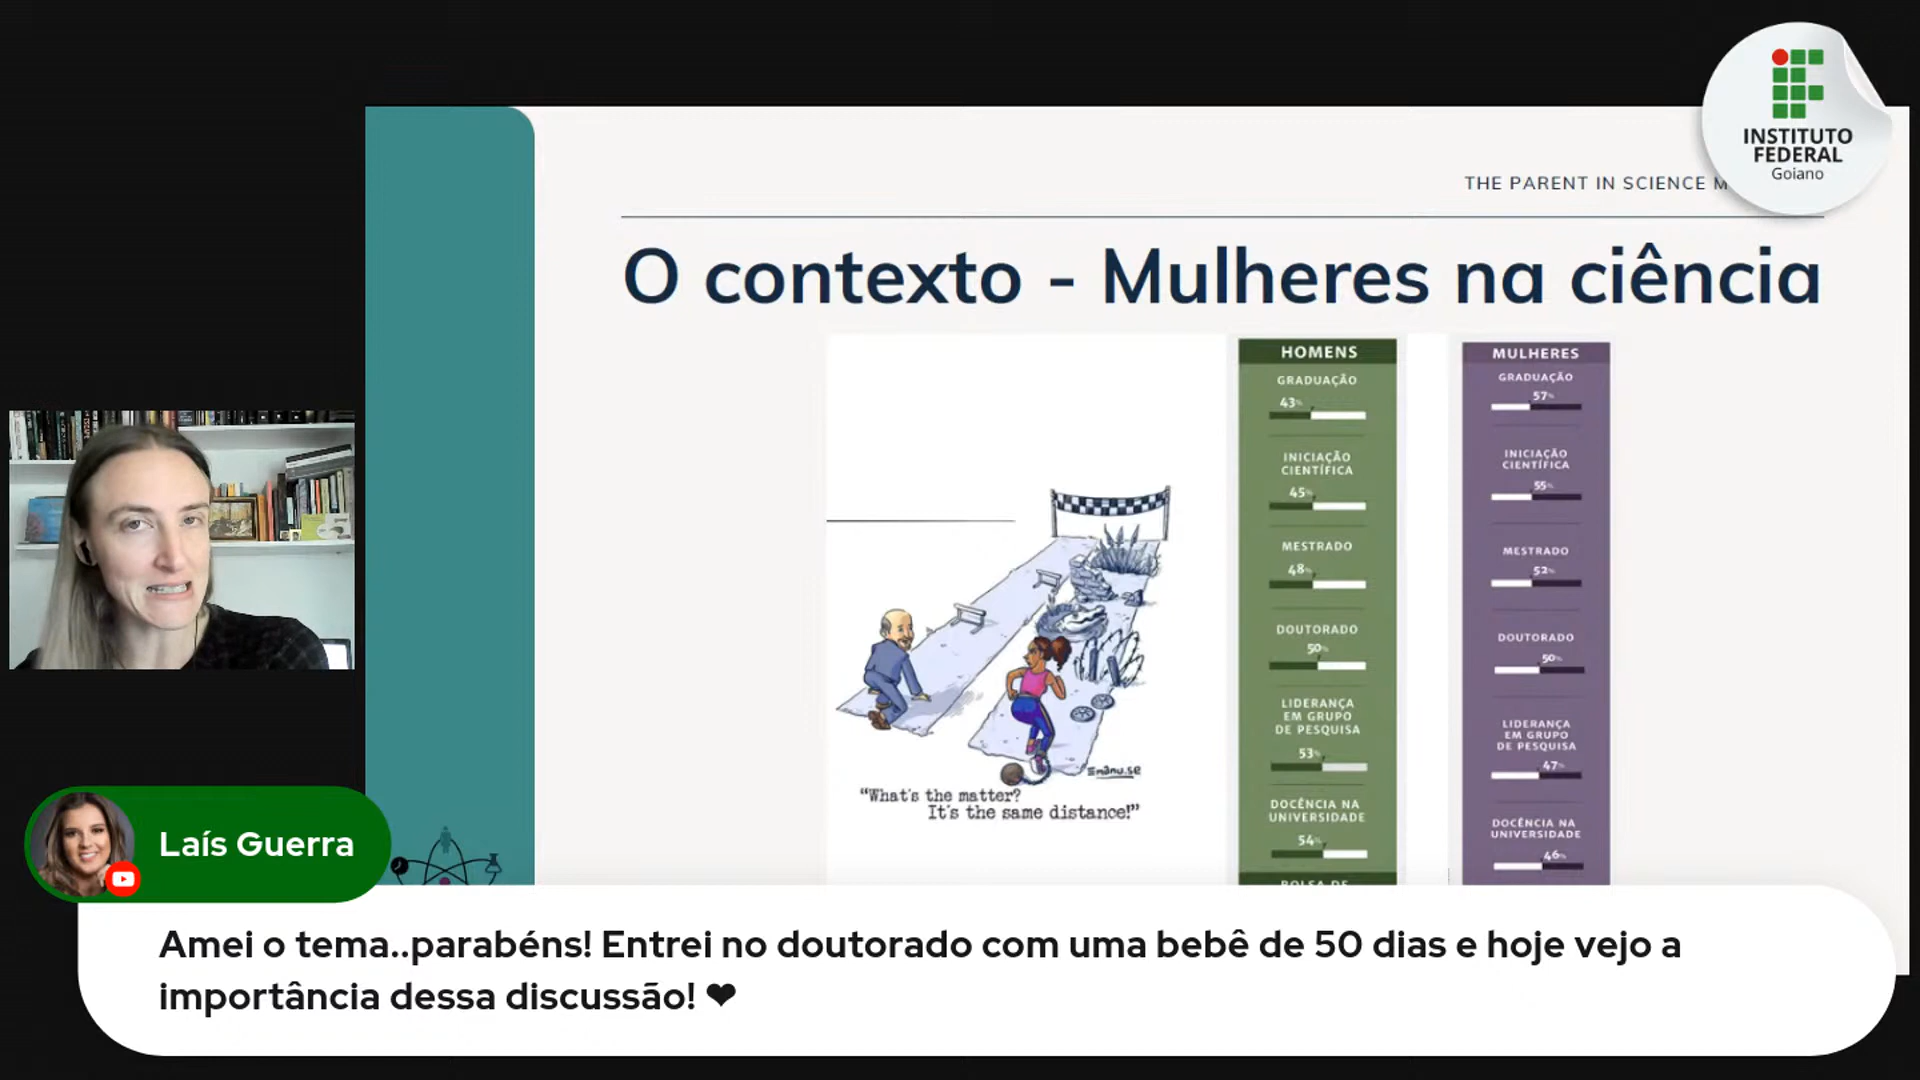 INSTITUTO
FEDERAL
Goiano
THE PARENT IN SCIENCE
O contexto - Mulheres na ciência
HOMENS
GRADUAÇÃO
43%
INICIAÇÃO
CIENTÍFICA
45%
MESTRADO
48%
DOUTORADO
50%
LIDERANÇA
EM GRUPO
DE PESQUISA
53%
DOCÊNCIA NA
UNIVERSIDADE
54%
BOLSA DE
MULHERES
GRADUAÇÃO
57%
INICIAÇÃO
CIENTÍFICA
55%
MESTRADO
52%
DOUTORADO
50%
LIDERANÇA
EM GRUPO
DE PESQUISA
47%
DOCÊNCIA NA
UNIVERSIDADE
46%
Emanu.se
“What's the matter?
It's the same distance!”
Laís Guerra
Amei o tema..parabéns! Entrei no doutorado com uma bebê de 50 dias e hoje vejo a
importância dessa discussão! ❤